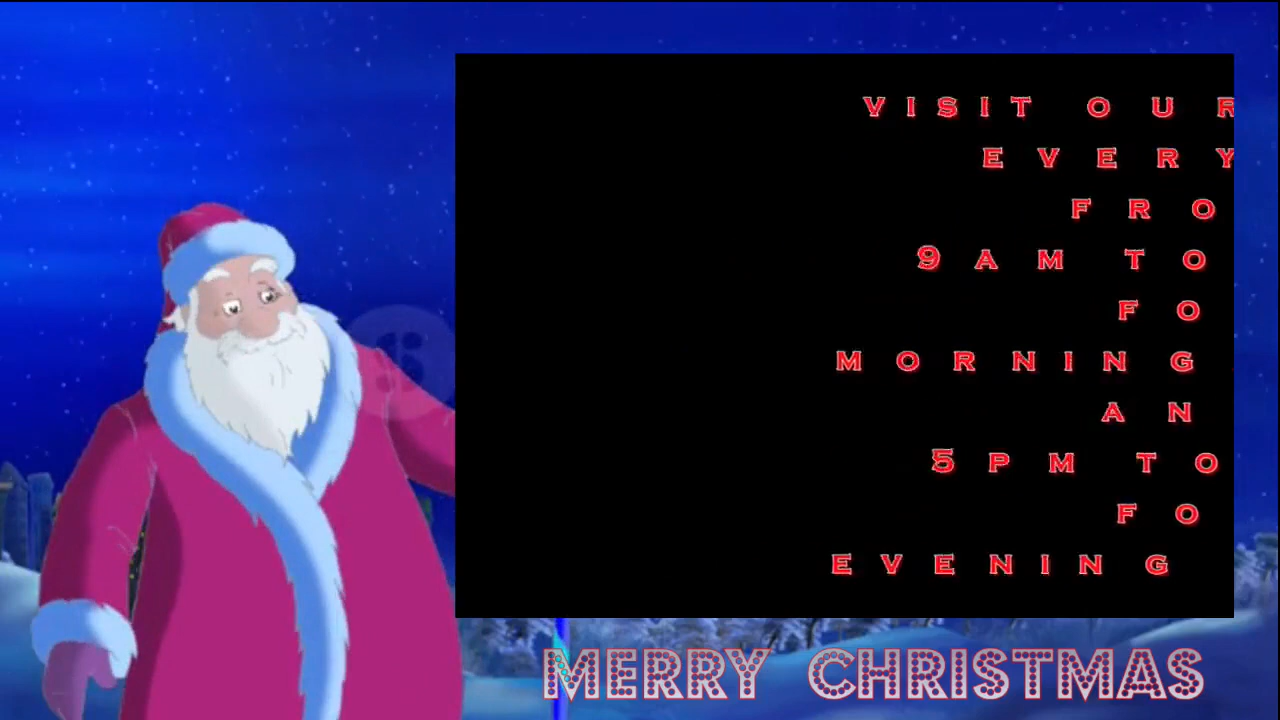 VISIT OUR
EVERY
FRO
9AM TO
FO
MORNING
AN
5PM TO
FO
EVENING
MERRY CHRISTMAS